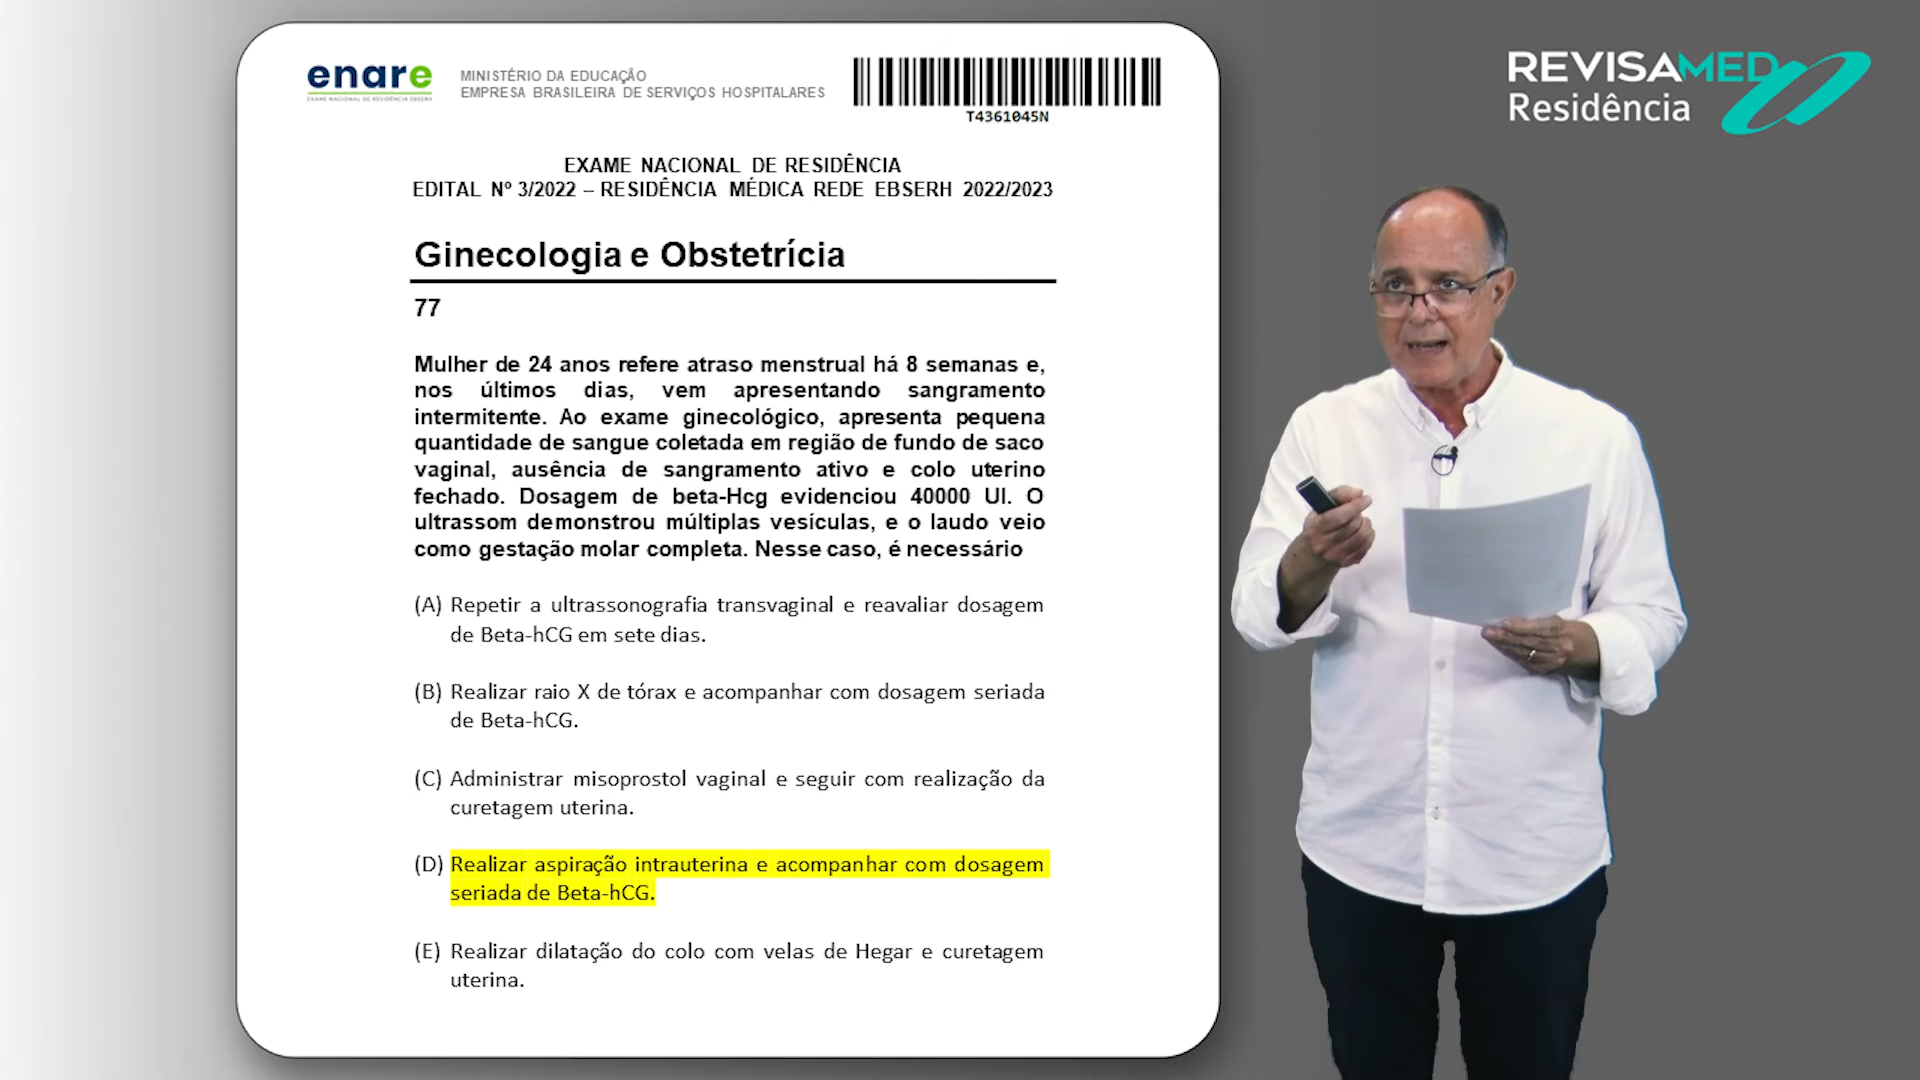 enare
EXAME NACIONAL DE RESIDÊNCIA EBSERH
MINISTÉRIO DA EDUCAÇÃO
EMPRESA BRASILEIRA DE SERVIÇOS HOSPITALARES
T4361045N
REVISAMED
Residência
EXAME NACIONAL DE RESIDÊNCIA
EDITAL Nº 3/2022 – RESIDÊNCIA MÉDICA REDE EBSERH 2022/2023
Ginecologia e Obstetrícia
77
Mulher de 24 anos refere atraso menstrual há 8 semanas e,
nos últimos dias, vem apresentando sangramento
intermitente. Ao exame ginecológico, apresenta pequena
quantidade de sangue coletada em região de fundo de saco
vaginal, ausência de sangramento ativo e colo uterino
fechado. Dosagem de beta-Hcg evidenciou 40000 UI. O
ultrassom demonstrou múltiplas vesículas, e o laudo veio
como gestação molar completa. Nesse caso, é necessário
(A) Repetir a ultrassonografia transvaginal e reavaliar dosagem
de Beta-hCG em sete dias.
(B) Realizar raio X de tórax e acompanhar com dosagem seriada
de Beta-hCG.
(C) Administrar misoprostol vaginal e seguir com realização da
curetagem uterina.
(D) Realizar aspiração intrauterina e acompanhar com dosagem
seriada de Beta-hCG.
(E) Realizar dilatação do colo com velas de Hegar e curetagem
uterina.